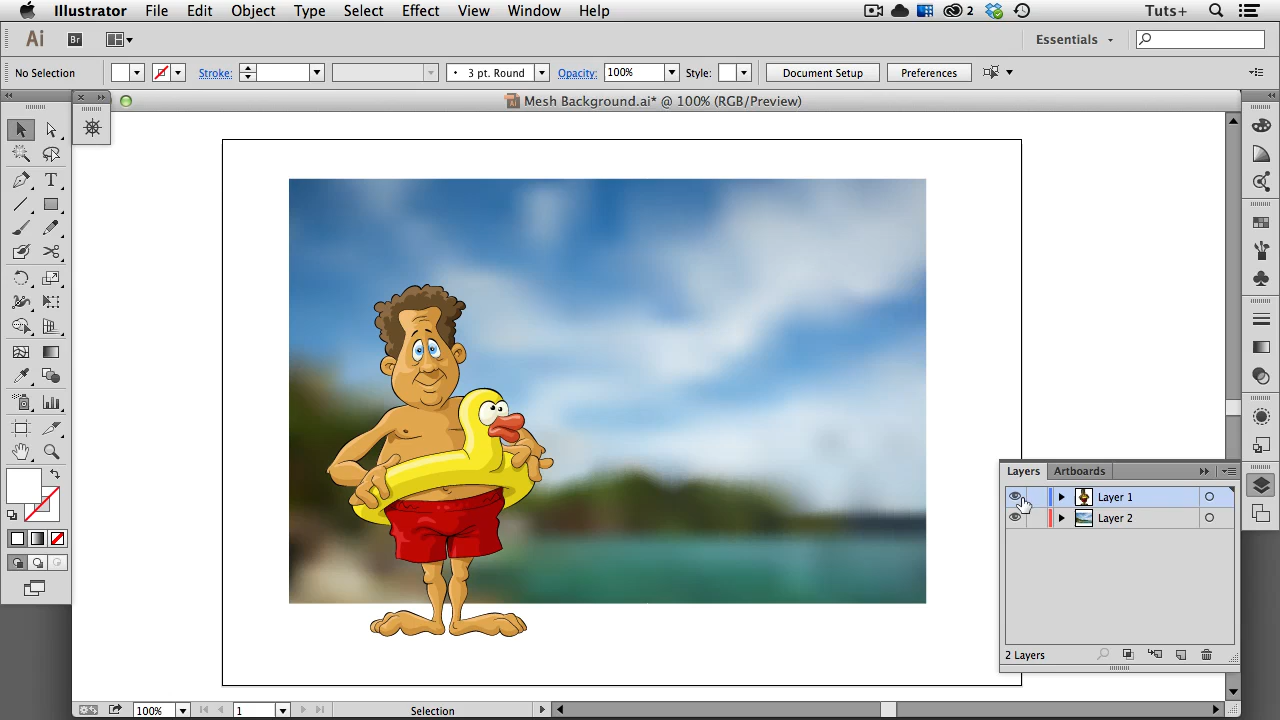 Illustrator File Edit Object Type Select Effect View Window Help 2 Tuts+
Ai Br Essentials
No Selection Stroke: 3 pt. Round Opacity: 100% Style: Document Setup Preferences
Mesh Background.ai* @ 100% (RGB/Preview)
T
Layers Artboards
Layer 1
Layer 2
2 Layers
100% 1 Selection